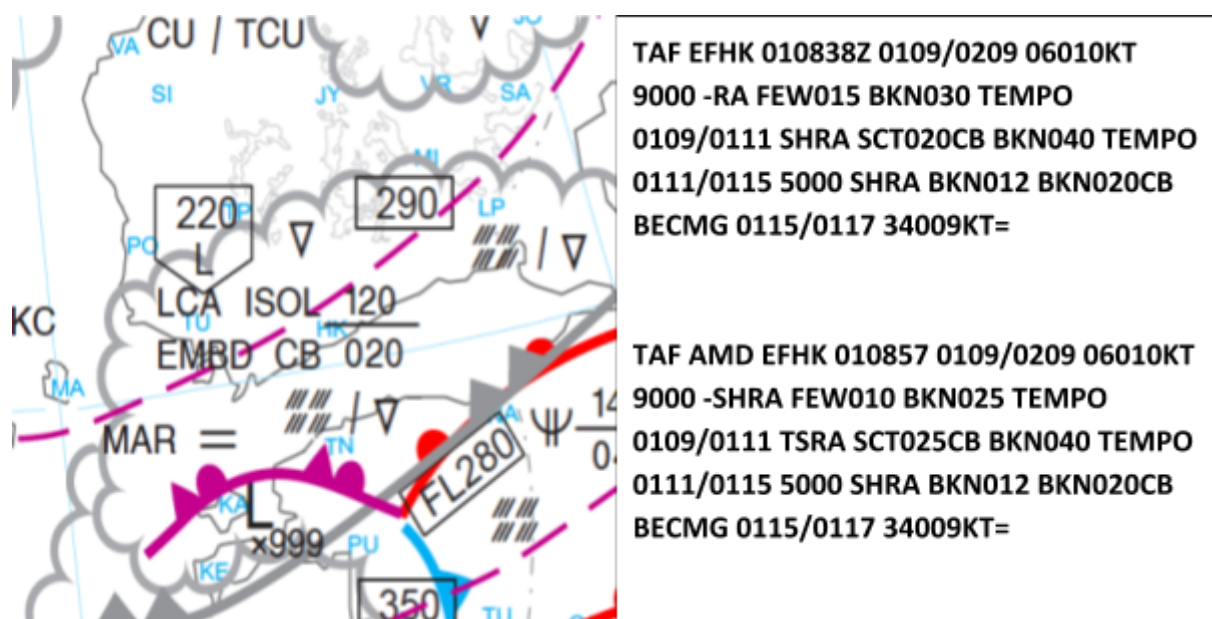 CU / TCU
VA
JO
SI
JY
VR
SA
MI
220
L
TP
290
LP
PO
LCA ISOL 120
KC
TU
HK
EMBD CB 020
MA
MAR
TN
14
04
FL280
KA
L
×999
PU
KE
350
TU
TAF EFHK 010838Z 0109/0209 06010KT
9000 -RA FEW015 BKN030 TEMPO
0109/0111 SHRA SCT020CB BKN040 TEMPO
0111/0115 5000 SHRA BKN012 BKN020CB
BECMG 0115/0117 34009KT=
TAF AMD EFHK 010857 0109/0209 06010KT
9000 -SHRA FEW010 BKN025 TEMPO
0109/0111 TSRA SCT025CB BKN040 TEMPO
0111/0115 5000 SHRA BKN012 BKN020CB
BECMG 0115/0117 34009KT=